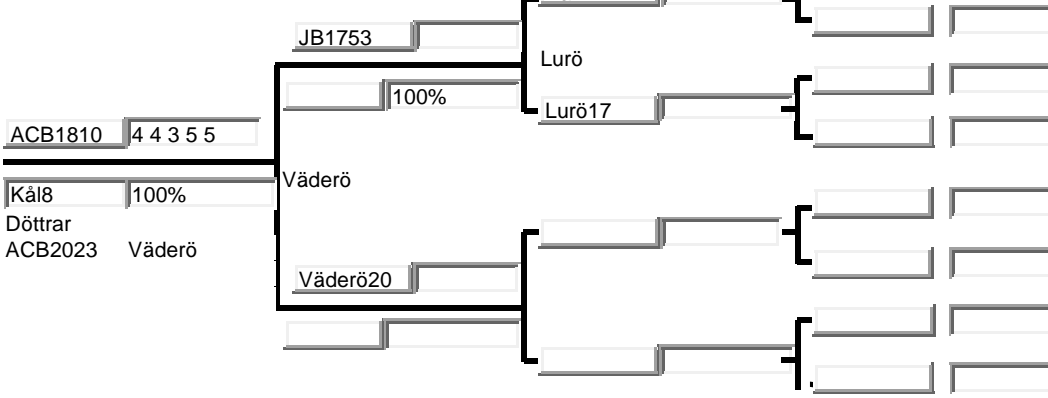 JB1753
Lurö
100%
Lurö17
ACB1810 4 4 3 5 5
Väderö
Kål8 100%
Döttrar
ACB2023 Väderö
Väderö20